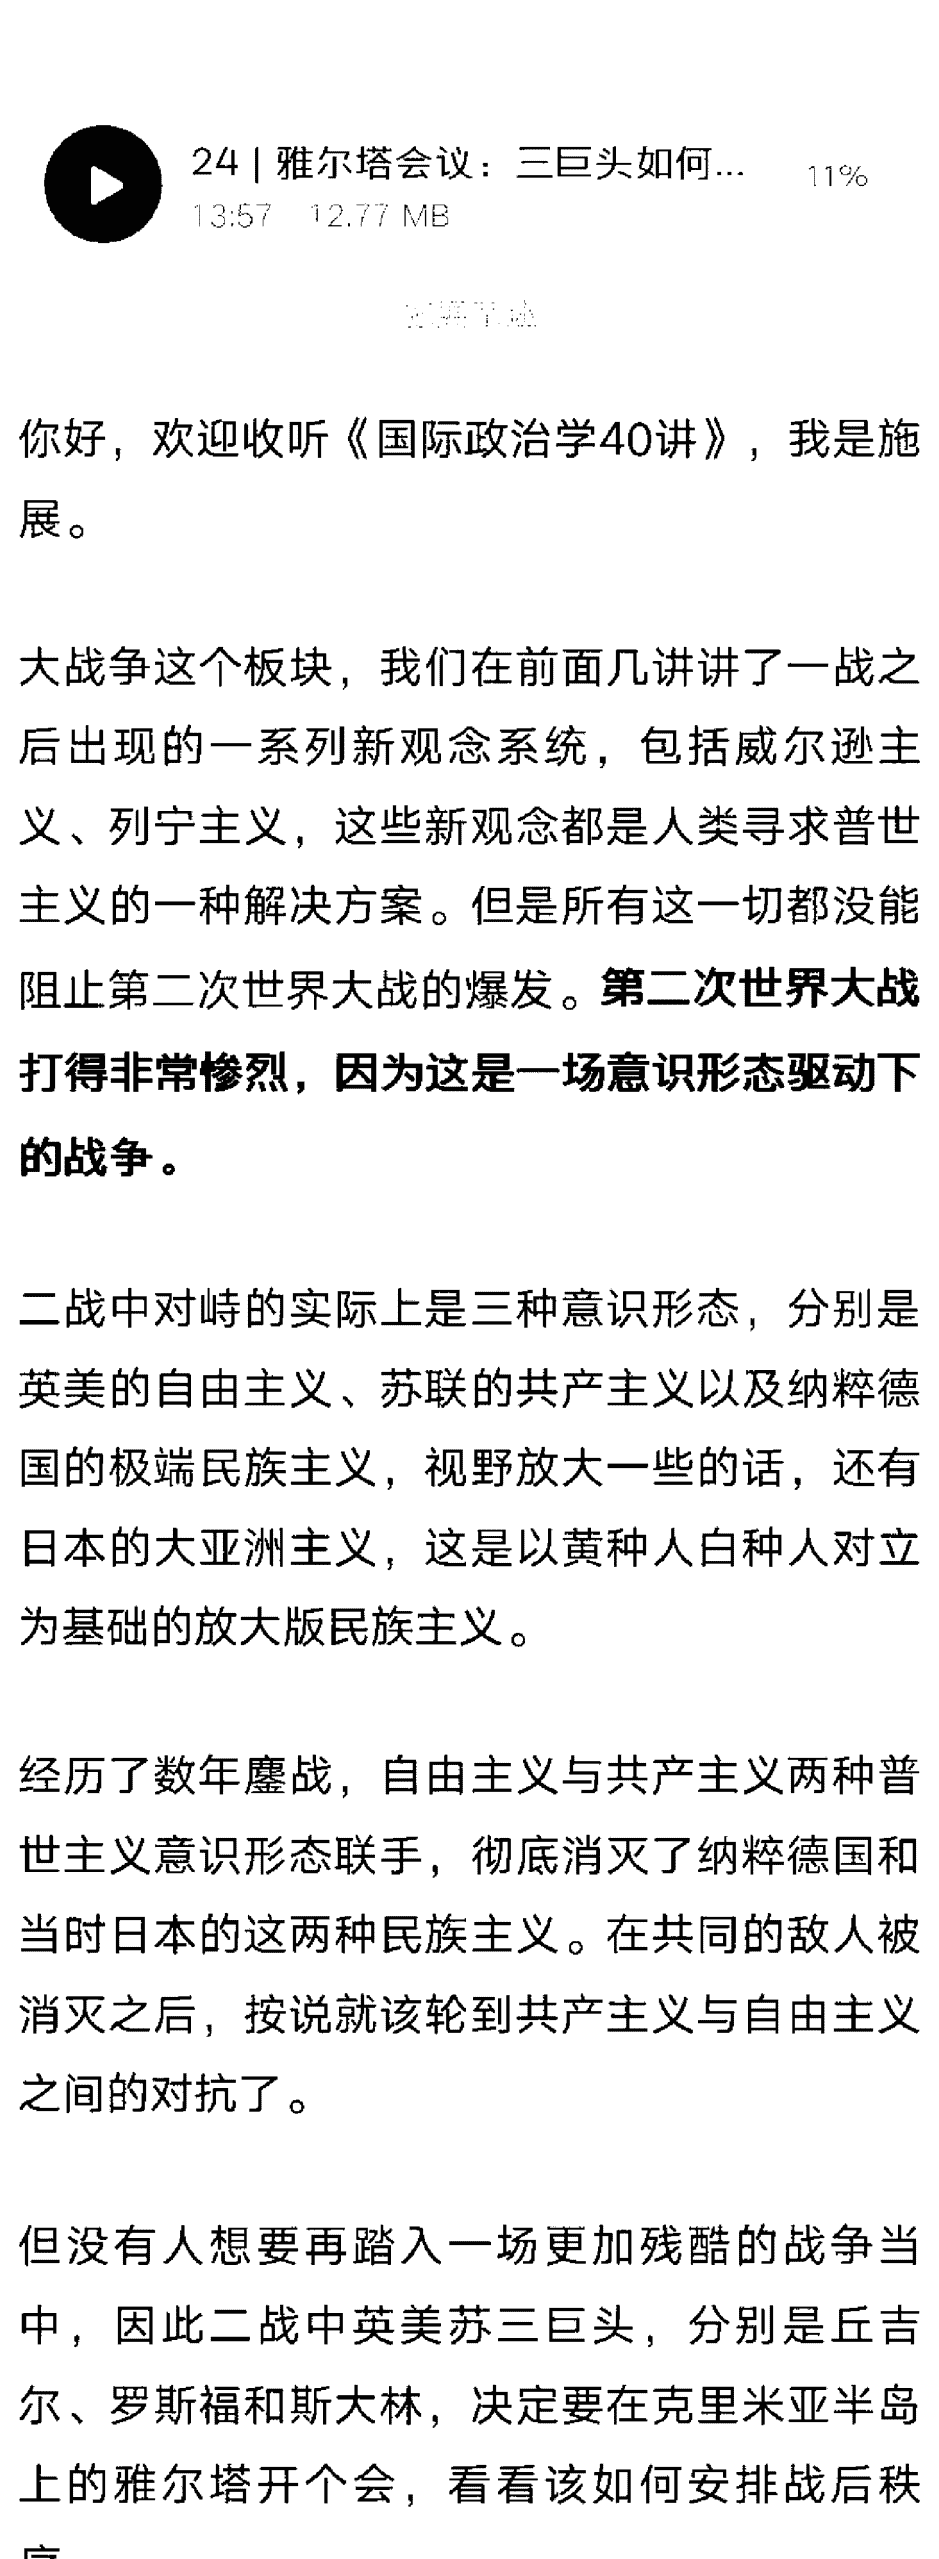 24 | 雅尔塔会议：三巨头如何...
11%
13:57 12.77 MB
你好，欢迎收听《国际政治学40讲》，我是施
展。
大战争这个板块，我们在前面几讲讲了一战之
后出现的一系列新观念系统，包括威尔逊主
义、列宁主义，这些新观念都是人类寻求普世
主义的一种解决方案。但是所有这一切都没能
阻止第二次世界大战的爆发。第二次世界大战
打得非常惨烈，因为这是一场意识形态驱动下
的战争。
二战中对峙的实际上是三种意识形态，分别是
英美的自由主义、苏联的共产主义以及纳粹德
国的极端民族主义，视野放大一些的话，还有
日本的大亚洲主义，这是以黄种人白种人对立
为基础的放大版民族主义。
经历了数年鏖战，自由主义与共产主义两种普
世主义意识形态联手，彻底消灭了纳粹德国和
当时日本的这两种民族主义。在共同的敌人被
消灭之后，按说就该轮到共产主义与自由主义
之间的对抗了。
但没有人想要再踏入一场更加残酷的战争当
中，因此二战中英美苏三巨头，分别是丘吉
尔、罗斯福和斯大林，决定要在克里米亚半岛
上的雅尔塔开个会，看看该如何安排战后秩